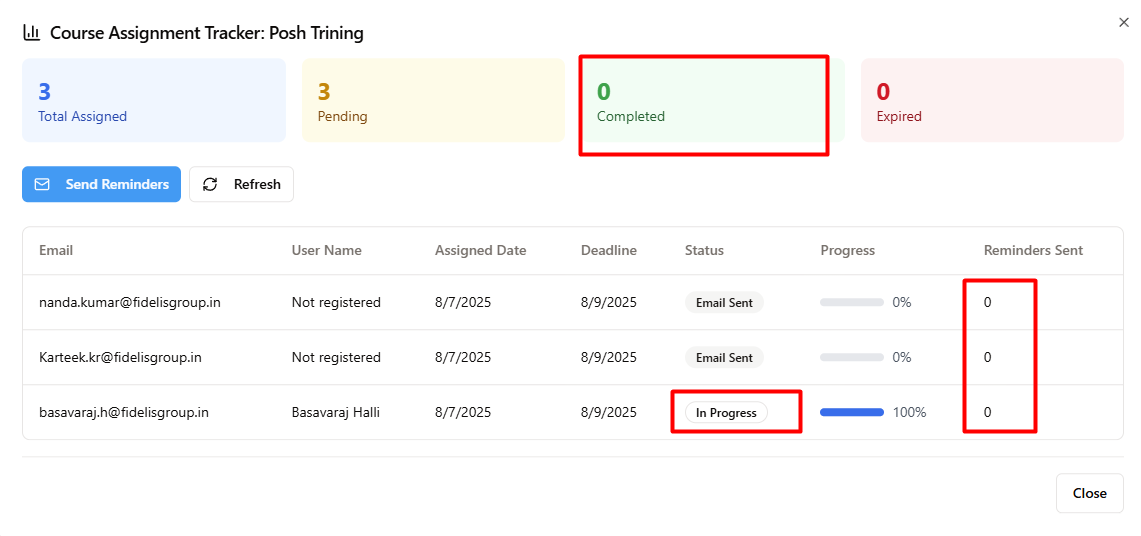 Course Assignment Tracker: Posh Trining
3 3 0 0
Total Assigned Pending Completed Expired
Send Reminders Refresh
Email User Name Assigned Date Deadline Status Progress Reminders Sent
nanda.kumar@fidelisgroup.in Not registered 8/7/2025 8/9/2025 Email Sent 0% 0
Karteek.kr@fidelisgroup.in Not registered 8/7/2025 8/9/2025 Email Sent 0% 0
basavaraj.h@fidelisgroup.in Basavaraj Halli 8/7/2025 8/9/2025 In Progress 100% 0
Close